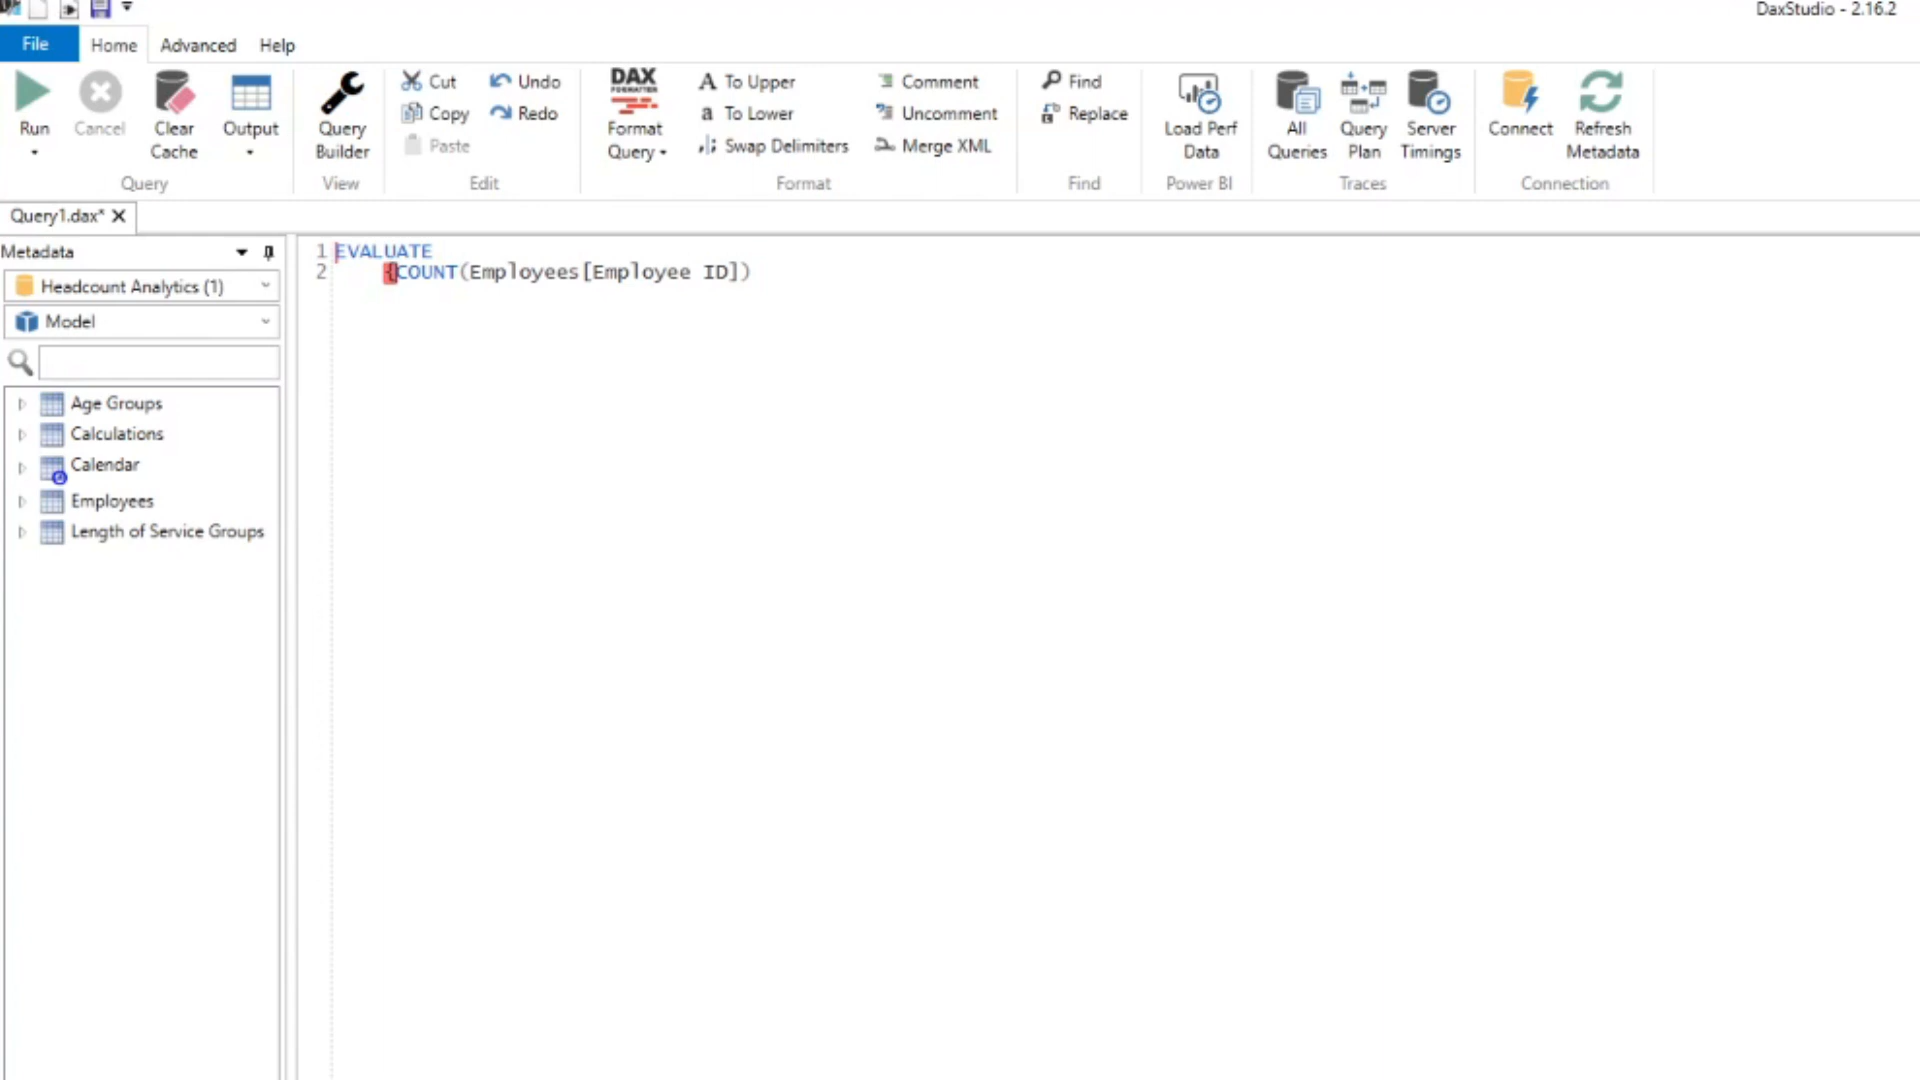 DaxStudio - 2.16.2
File Home Advanced Help
Run
Cancel
Clear
Cache
Output
Query
Query
Builder
View
Cut Undo
Copy Redo
Paste
Edit
DAX
FORMATTER
Format
Query
A To Upper Comment
a To Lower Uncomment
Swap Delimiters Merge XML
Format
Find
Replace
Find
Load Perf
Data
Power BI
All
Queries
Query
Plan
Server
Timings
Traces
Connect
Refresh
Metadata
Connection
Query1.dax*
Metadata
Headcount Analytics (1)
Model
Age Groups
Calculations
Calendar
Employees
Length of Service Groups
1 EVALUATE
2 {COUNT(Employees[Employee ID])